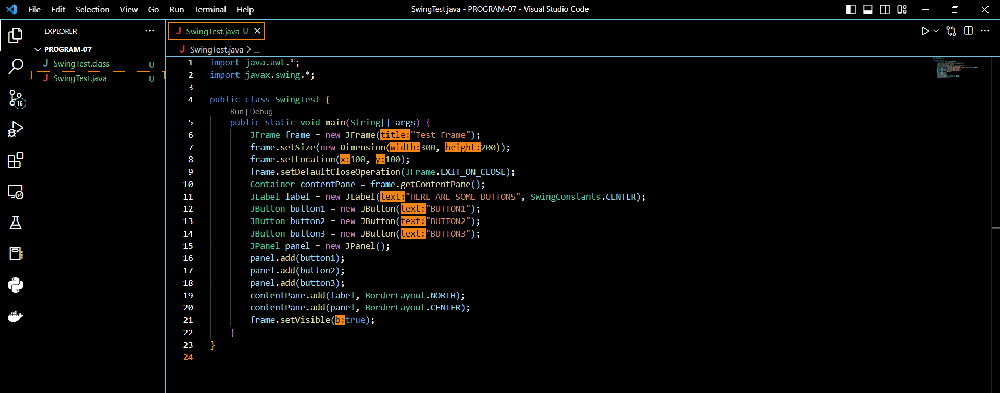 File Edit Selection View Go Run Terminal Help
SwingTest.java - PROGRAM-07 - Visual Studio Code
EXPLORER
PROGRAM-07
SwingTest.class U
SwingTest.java U
16
SwingTest.java U
SwingTest.java > ...
1 import java.awt.*;
2 import javax.swing.*;
3
4 public class SwingTest {
Run | Debug
5 public static void main(String[] args) {
6 JFrame frame = new JFrame(title:"Test Frame");
7 frame.setSize(new Dimension(width:300, height:200));
8 frame.setLocation(x:100, y:100);
9 frame.setDefaultCloseOperation(JFrame.EXIT_ON_CLOSE);
10 Container contentPane = frame.getContentPane();
11 JLabel label = new JLabel(text:"HERE ARE SOME BUTTONS", SwingConstants.CENTER);
12 JButton button1 = new JButton(text:"BUTTON1");
13 JButton button2 = new JButton(text:"BUTTON2");
14 JButton button3 = new JButton(text:"BUTTON3");
15 JPanel panel = new JPanel();
16 panel.add(button1);
17 panel.add(button2);
18 panel.add(button3);
19 contentPane.add(label, BorderLayout.NORTH);
20 contentPane.add(panel, BorderLayout.CENTER);
21 frame.setVisible(b:true);
22 }
23 }
24